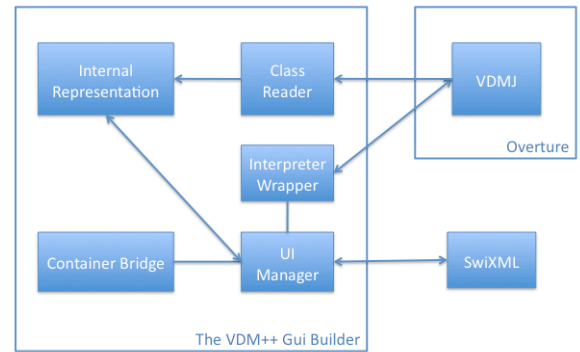 Internal
Representation
Class
Reader
VDMJ
Overture
Interpreter
Wrapper
Container Bridge
UI
Manager
SwiXML
The VDM++ Gui Builder